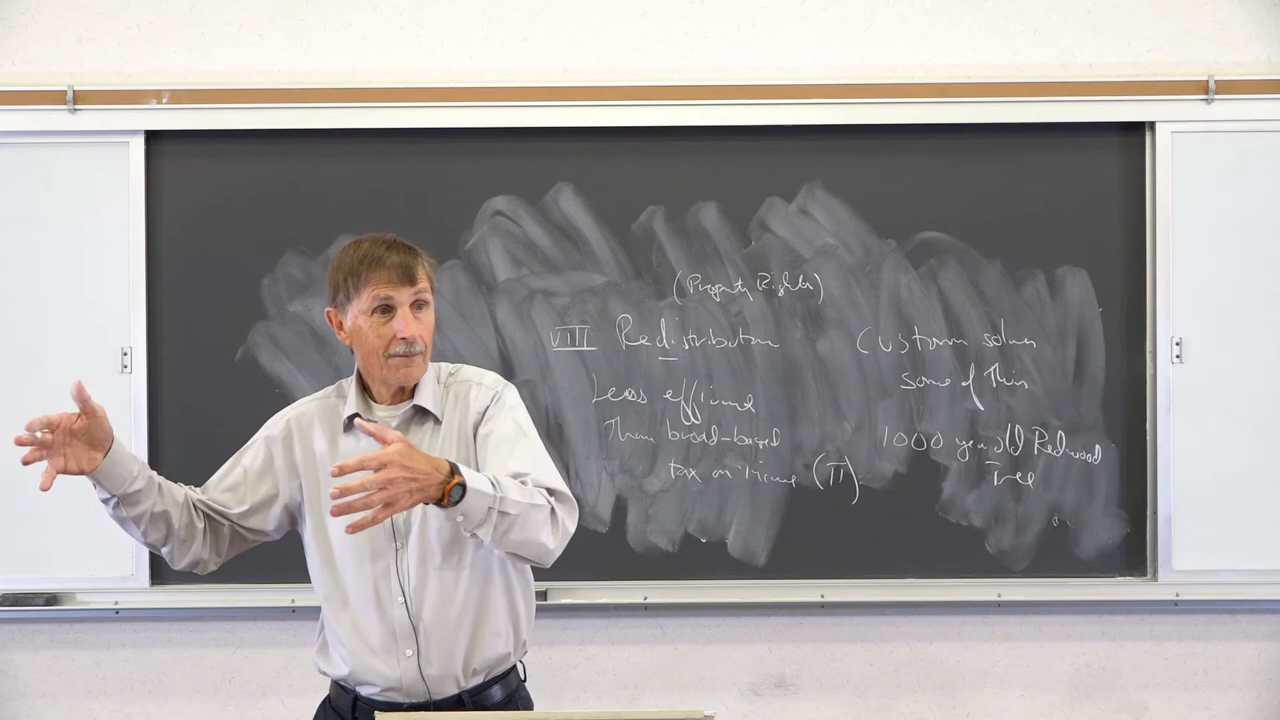 (Property Rights)
VIII Redistribution
Less efficient
Than broad-based
tax on income (II)
Custom solves
some of this
1000 year old Redwood
Tree